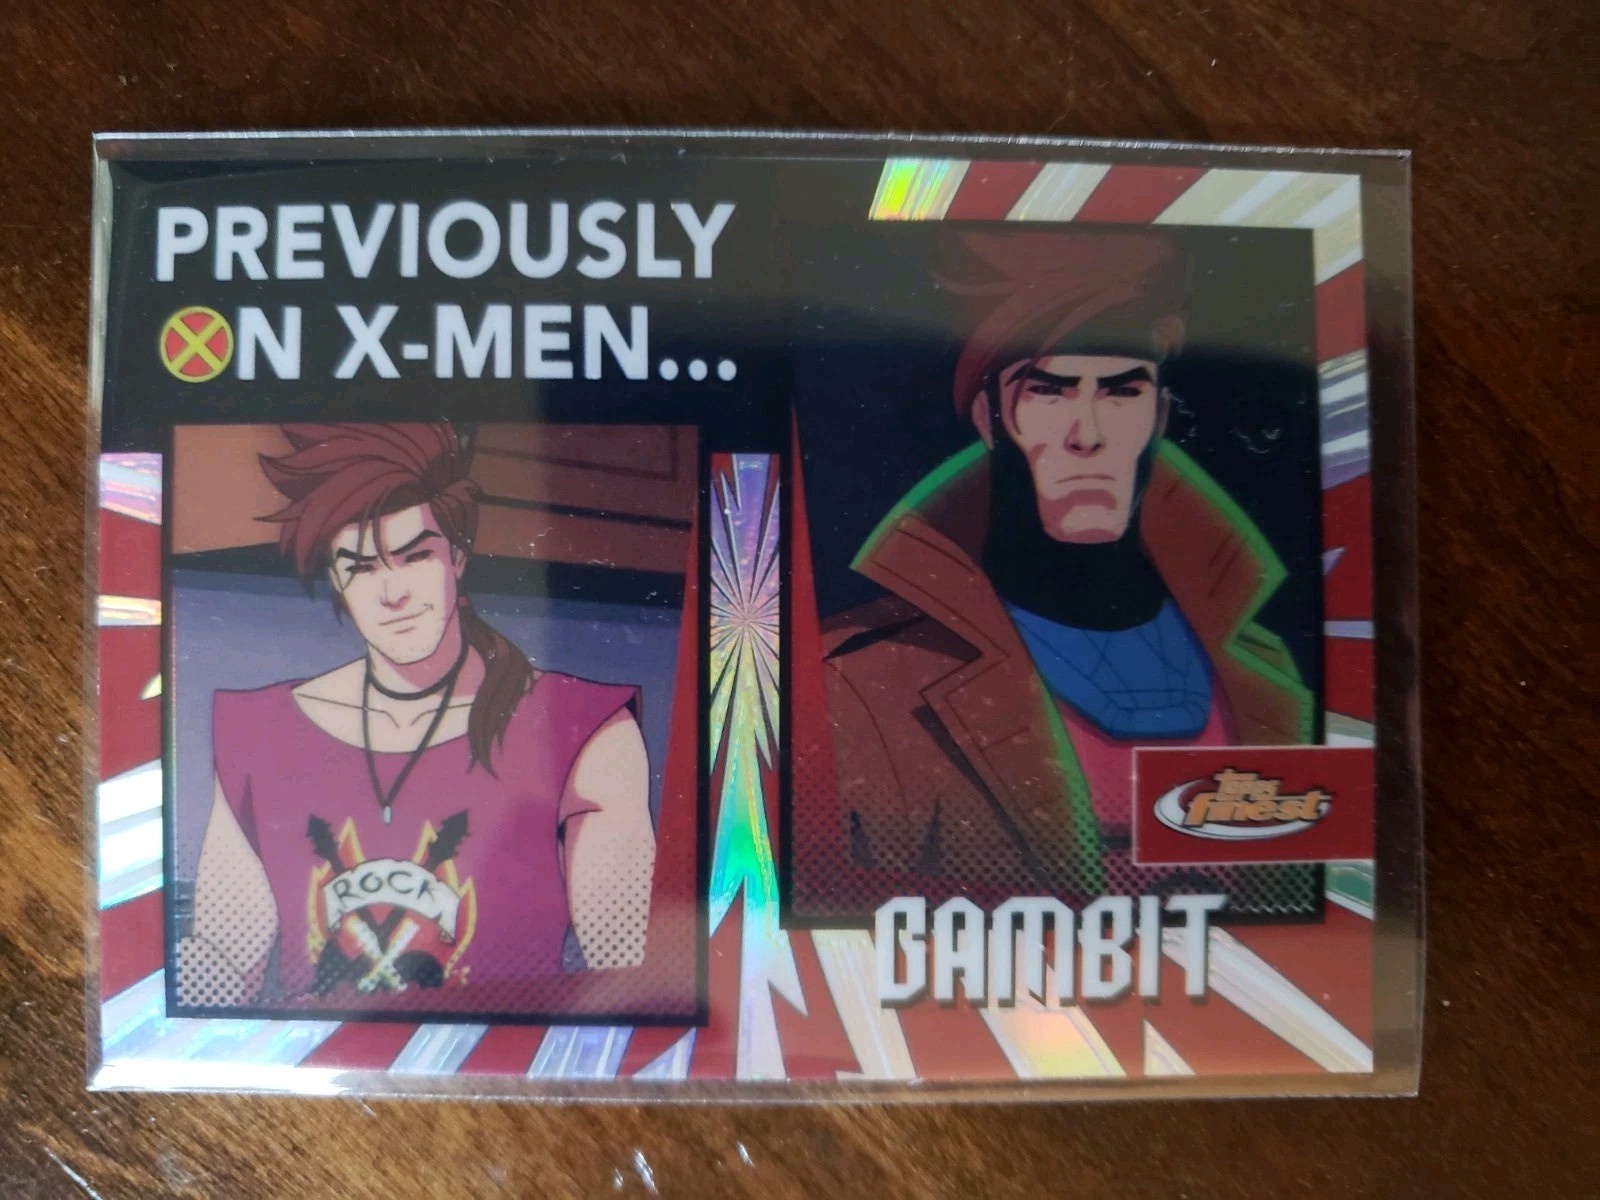 PREVIOUSLY
ON X-MEN...
ROCK
topps
finest
GAMBIT